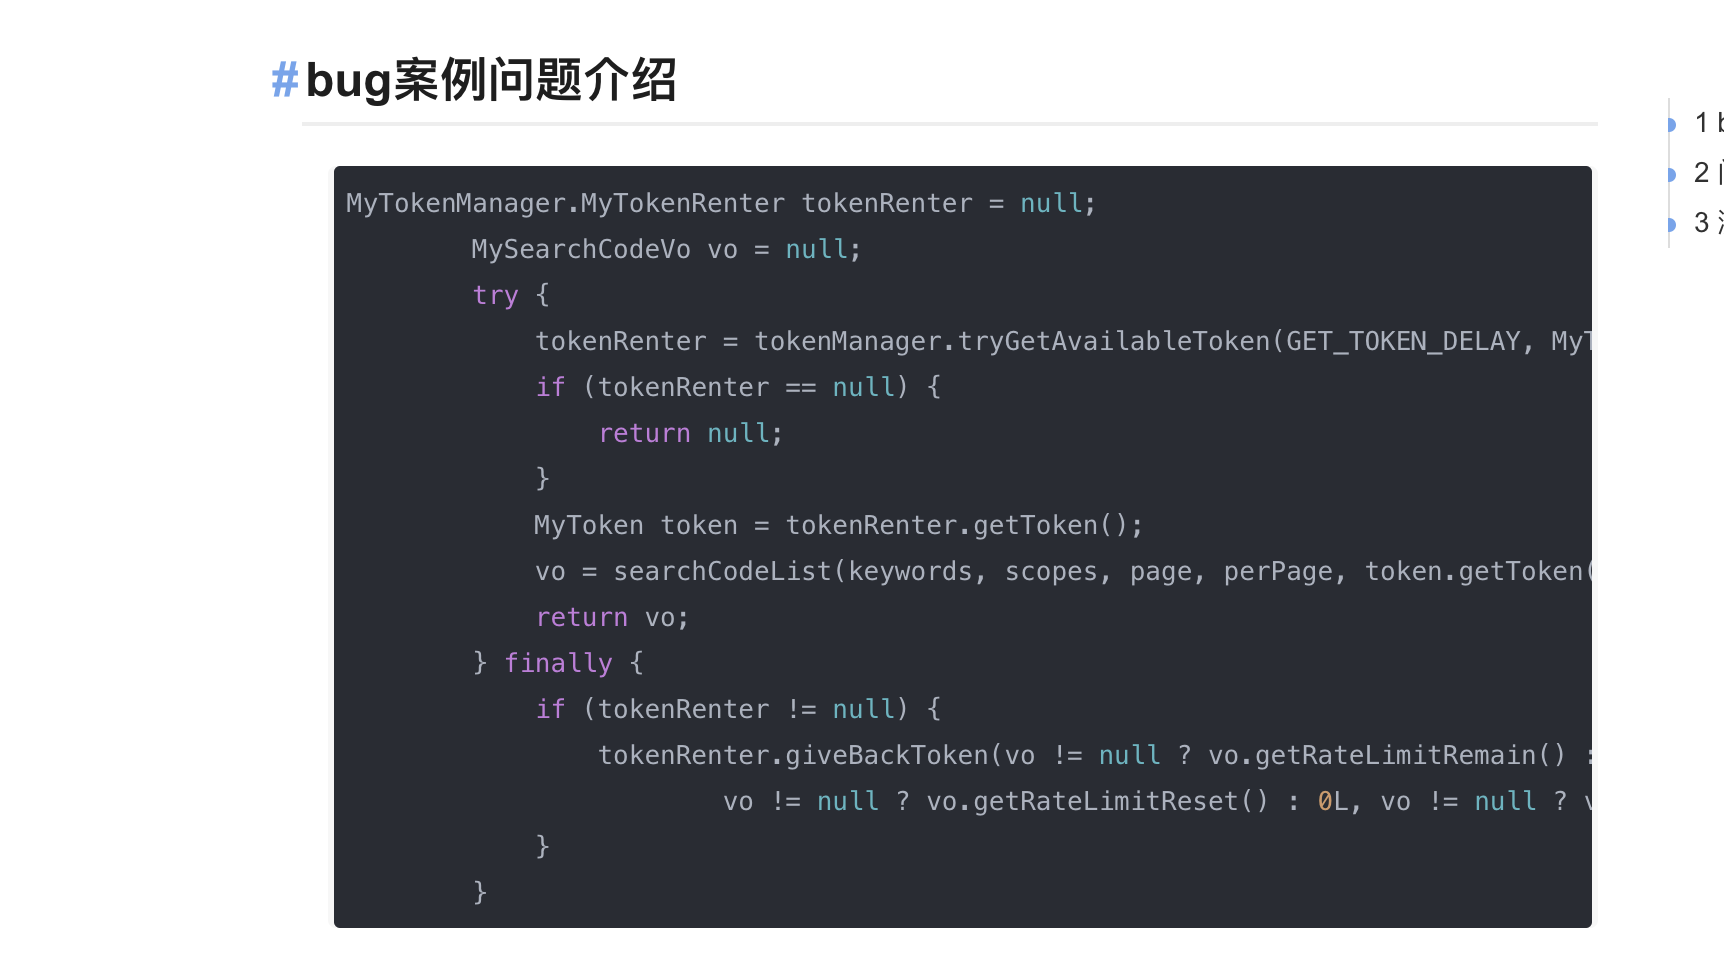 #bug案例问题介绍
MyTokenManager.MyTokenRenter tokenRenter = null;
MySearchCodeVo vo = null;
try {
tokenRenter = tokenManager.tryGetAvailableToken(GET_TOKEN_DELAY,
if (tokenRenter == null) {
return null;
}
MyToken token = tokenRenter.getToken();
vo = searchCodeList(keywords, scopes, page, perPage, token.getToken(
return vo;
} finally {
if (tokenRenter != null) {
tokenRenter.giveBackToken(vo != null ? vo.getRateLimitRemain() :
vo != null ? vo.getRateLimitReset() : 0L, vo != null ?
}
}
1
2
3